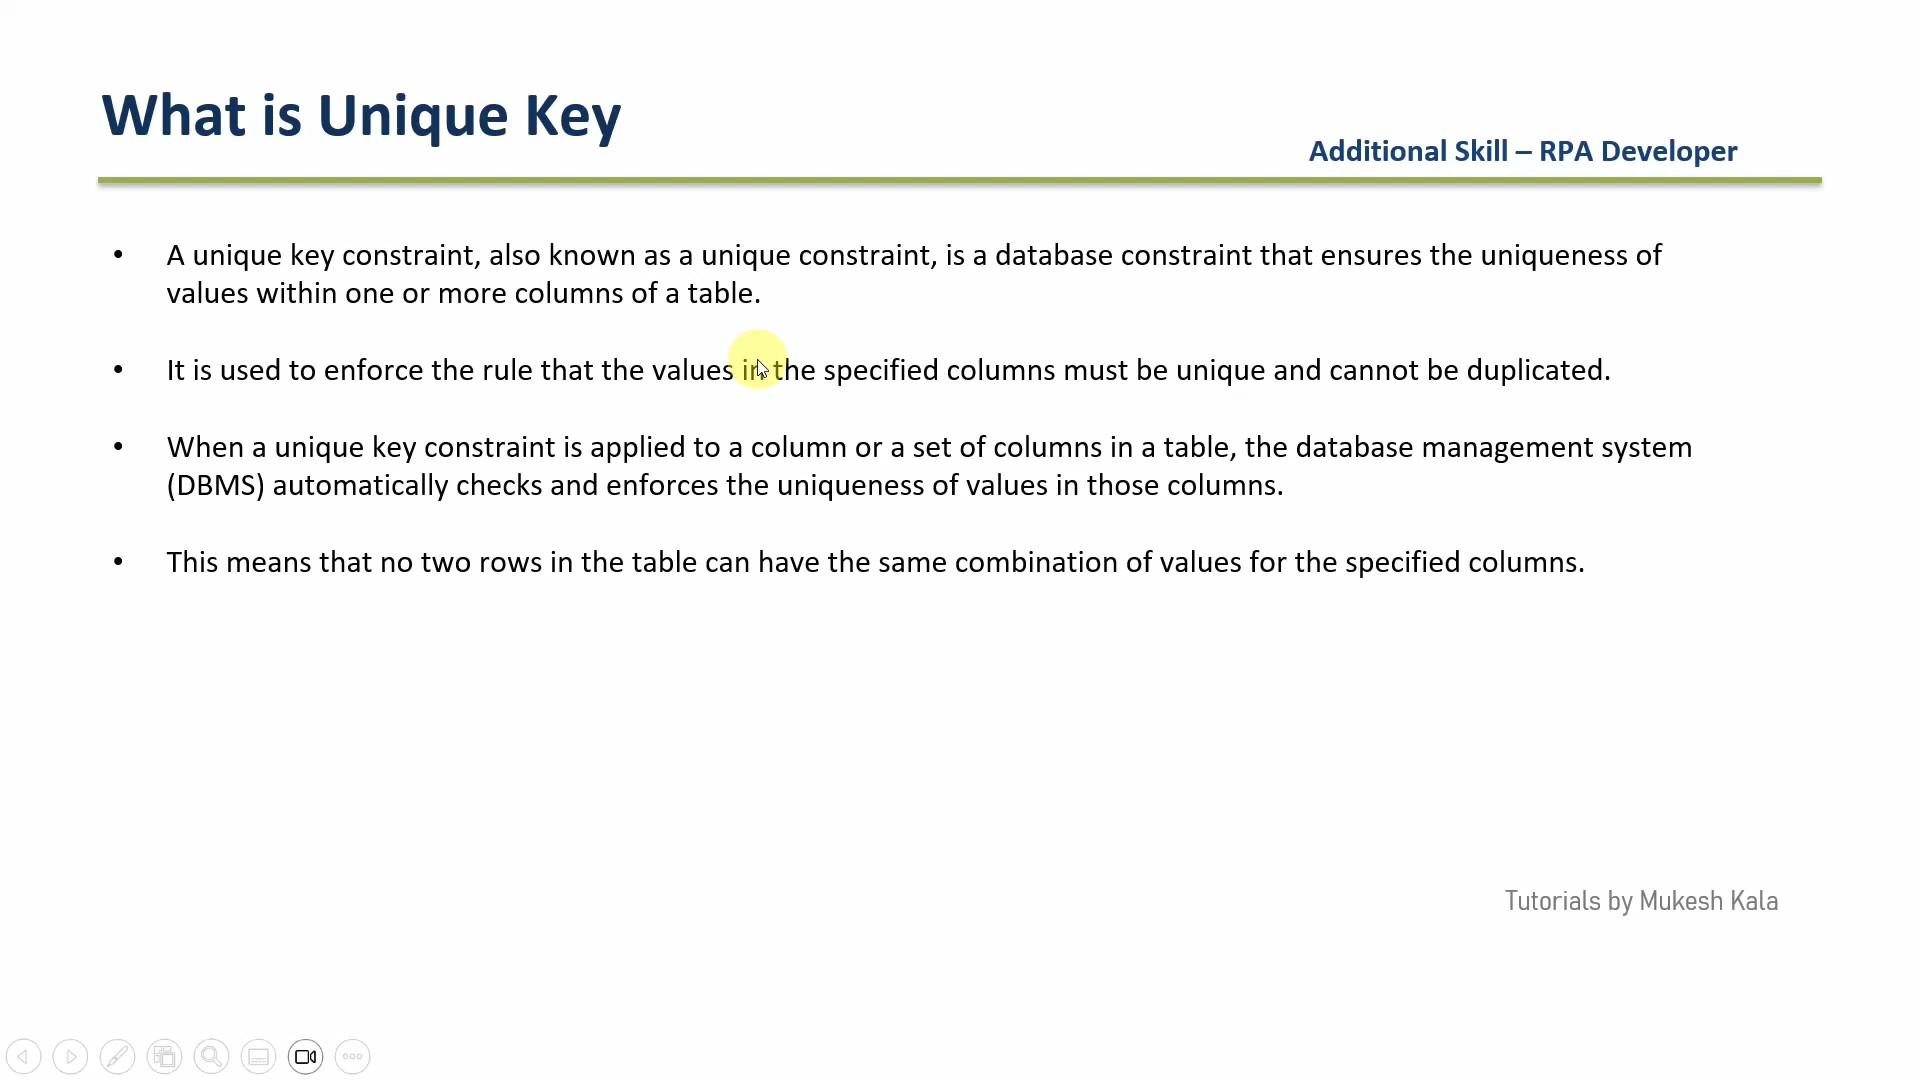 What is Unique Key
Additional Skill – RPA Developer
• A unique key constraint, also known as a unique constraint, is a database constraint that ensures the uniqueness of
values within one or more columns of a table.
• It is used to enforce the rule that the values in the specified columns must be unique and cannot be duplicated.
• When a unique key constraint is applied to a column or a set of columns in a table, the database management system
(DBMS) automatically checks and enforces the uniqueness of values in those columns.
• This means that no two rows in the table can have the same combination of values for the specified columns.
Tutorials by Mukesh Kala